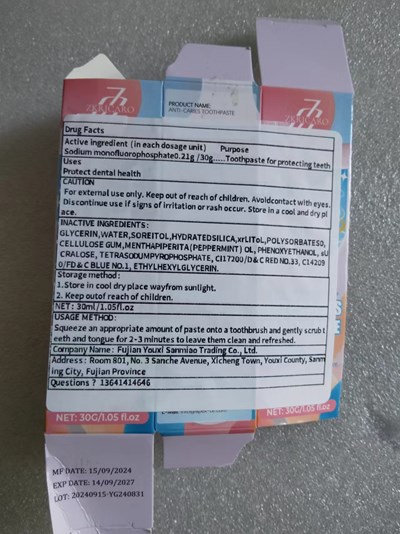 ZERICARO
PRODUCT NAME:
ANTI-CARIES TOOTHPASTE
ZERICARO
Drug Facts
Active ingredient (in each dosage unit) Purpose
Sodium monofluorophosphate0.21g /30g.....Toothpaste for protecting teeth
Uses
Protect dental health
CAUTION
For external use only. Keep out of reach of children. Avoidcontact with eyes.
Discontinue use if signs of irritation or rash occur. Store in a cool and dry pl
ace.
INACTIVE INGREDIENTS:
GLYCERIN,WATER,SOREITOL,HYDRATEDSILICA,xrLITOL,POLYSORBATE80,
CELLULOSE GUM,MENTHAPIPERITA(PEPPERMINT) OL, PHENOXYETHANOL, sU
CRALOSE, TETRASODUMPYROPHOSPHATE, C117200/D& C RED NO.33, C14209
0/FD& C BLUE NO.1, ETHYLHEXYLGLYCERIN.
Storage method:
1.Store in cool dry place wayfrom sunlight.
2. Keep outof reach of children.
NET: 30ml/1.05fl.oz
USAGE METHOD:
Squeeze an appropriate amount of paste onto a toothbrush and gently scrub t
eeth and tongue for 2-3 minutes to leave them clean and refreshed.
Company Name: Fujian Youxi Sanmiao Trading Co., Ltd.
Address: Room 801, No. 3 Sanche Avenue, Xicheng Town, Youxi County, Sanm
ing City, Fujian Province
Questions? 13641414646
NET: 30G/1.05 fl.oz
NET: 30G/1.05 fl.oz
MF DATE: 15/09/2024
EXP DATE: 14/09/2027
LOT: 20240915-YG240831